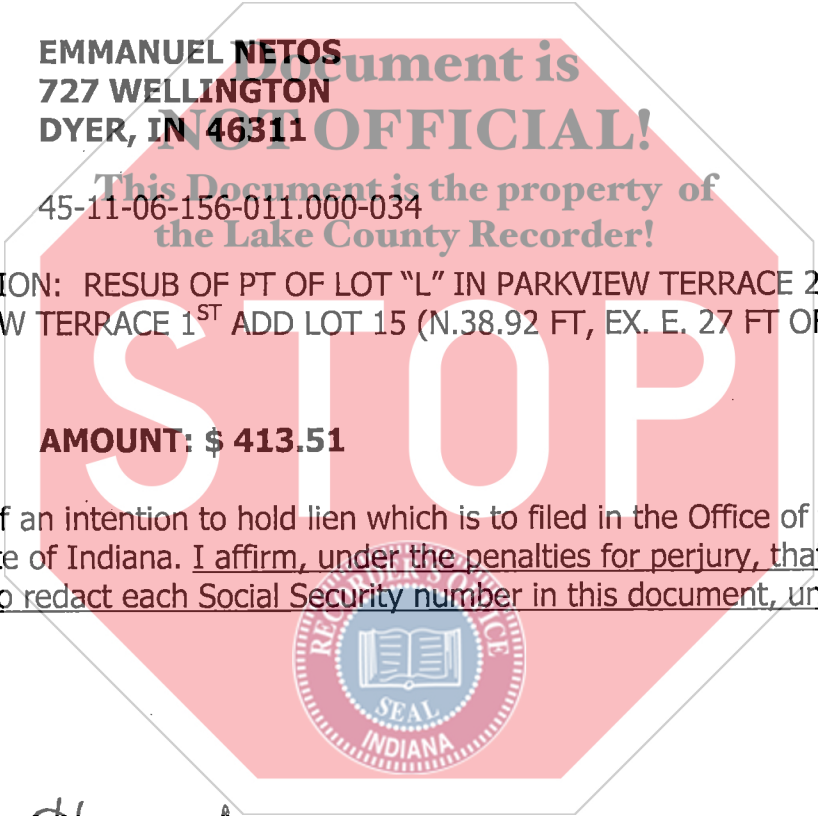 EMMANUEL NETOS
Document is
727 WELLINGTON
DYER, IN 46311
NOT OFFICIAL!
This Document is the property of
45-11-06-156-011.000-034
the Lake County Recorder!
ION: RESUB OF PT OF LOT “L” IN PARKVIEW TERRACE 2
W TERRACE 1ST ADD LOT 15 (N.38.92 FT, EX. E. 27 FT OF
STOP
AMOUNT: $ 413.51
f an intention to hold lien which is to filed in the Office of
te of Indiana. I affirm, under the penalties for perjury, that
o redact each Social Security number in this document, un
RECORDER'S OFFICE
SEAL
INDIANA